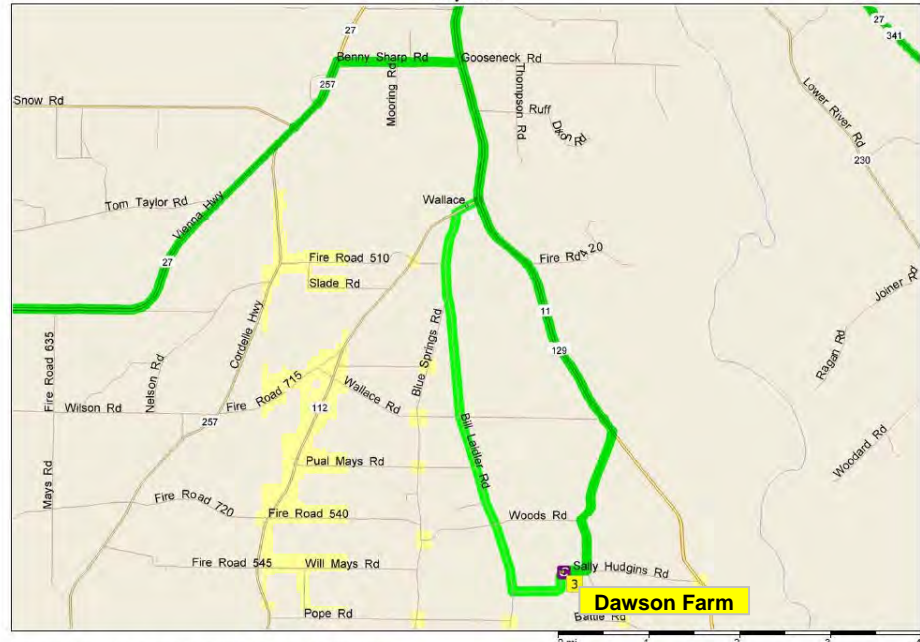 27
27
341
Benny Sharp Rd
Gooseneck Rd
257
Snow Rd
Mooring Rd
Thompson Rd
Ruff
Dixon Rd
Lower River Rd
230
Tom Taylor Rd
Vienna Hwy
Wallace
27
Fire Road 510
Fire Rd 420
Slade Rd
Joiner Rd
Cordelle Hwy
11
Fire Road 635
Nelson Rd
Blue Springs Rd
129
Ragan Rd
Fire Road 715
Wallace Rd
Wilson Rd
257
112
Bill Leidler Rd
Woodard Rd
Mays Rd
Pual Mays Rd
Fire Road 720
Fire Road 540
Woods Rd
Fire Road 545
Will Mays Rd
Sally Hudgins Rd
3
Dawson Farm
Pope Rd
Battle Rd